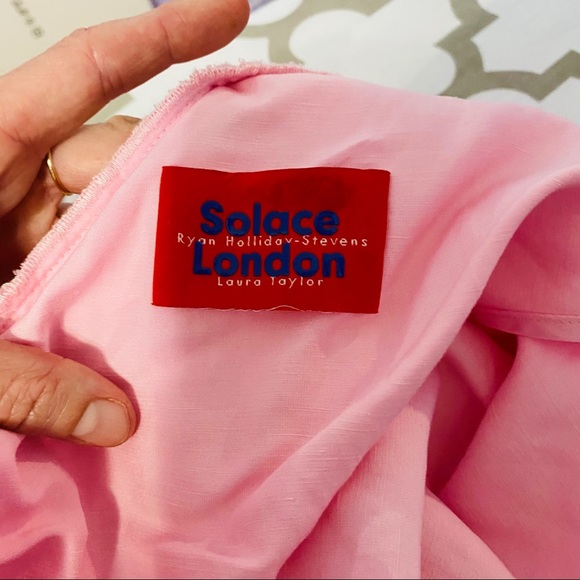 Solace
Ryan Holliday-Stevens
London
Laura Taylor